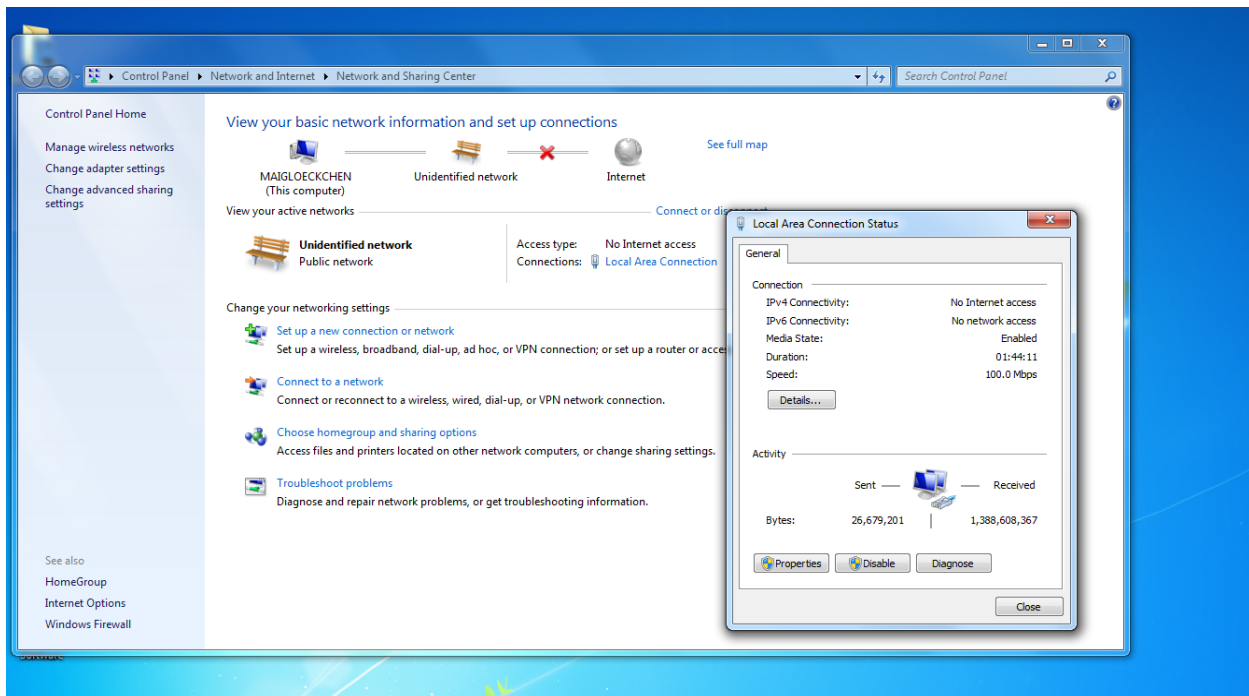 Control Panel Network and Internet Network and Sharing Center
Search Control Panel
Control Panel Home
Manage wireless networks
Change adapter settings
Change advanced sharing
settings
See also
HomeGroup
Internet Options
Windows Firewall
View your basic network information and set up connections
See full map
MAIGLOECKCHEN
(This computer)
Unidentified network
Internet
View your active networks
Connect or disconnect
Unidentified network
Public network
Access type: No Internet access
Connections: Local Area Connection
Change your networking settings
Set up a new connection or network
Set up a wireless, broadband, dial-up, ad hoc, or VPN connection; or set up a router or acce
Connect to a network
Connect or reconnect to a wireless, wired, dial-up, or VPN network connection.
Choose homegroup and sharing options
Access files and printers located on other network computers, or change sharing settings.
Troubleshoot problems
Diagnose and repair network problems, or get troubleshooting information.
Local Area Connection Status
General
Connection
IPv4 Connectivity: No Internet access
IPv6 Connectivity: No network access
Media State: Enabled
Duration: 01:44:11
Speed: 100.0 Mbps
Details...
Activity
Sent Received
Bytes: 26,679,201 1,388,608,367
Properties Disable Diagnose
Close